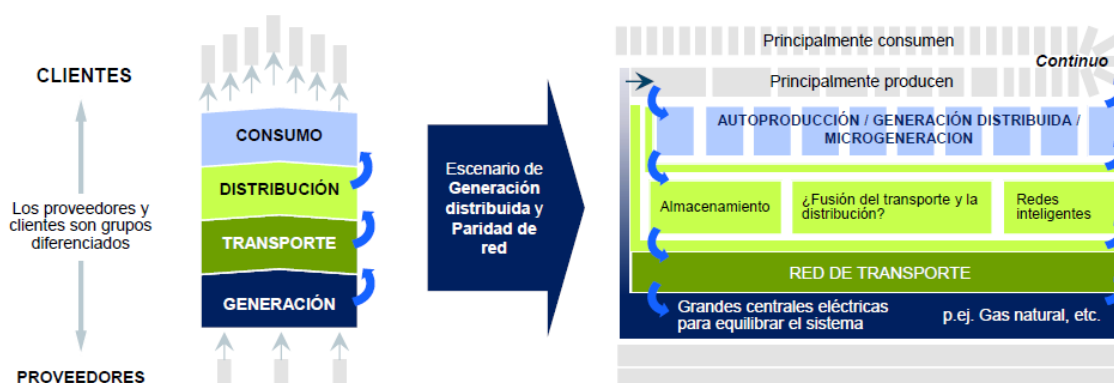 CLIENTES
Los proveedores y
clientes son grupos
diferenciados
PROVEEDORES
CONSUMO
DISTRIBUCIÓN
TRANSPORTE
GENERACIÓN
Escenario de
Generación
distribuida y
Paridad de
red
Principalmente consumen
Continuo
Principalmente producen
AUTOPRODUCCIÓN / GENERACIÓN DISTRIBUIDA /
MICROGENERACION
Almacenamiento
¿Fusión del transporte y la
distribución?
Redes
inteligentes
RED DE TRANSPORTE
Grandes centrales eléctricas
para equilibrar el sistema
p.ej. Gas natural, etc.